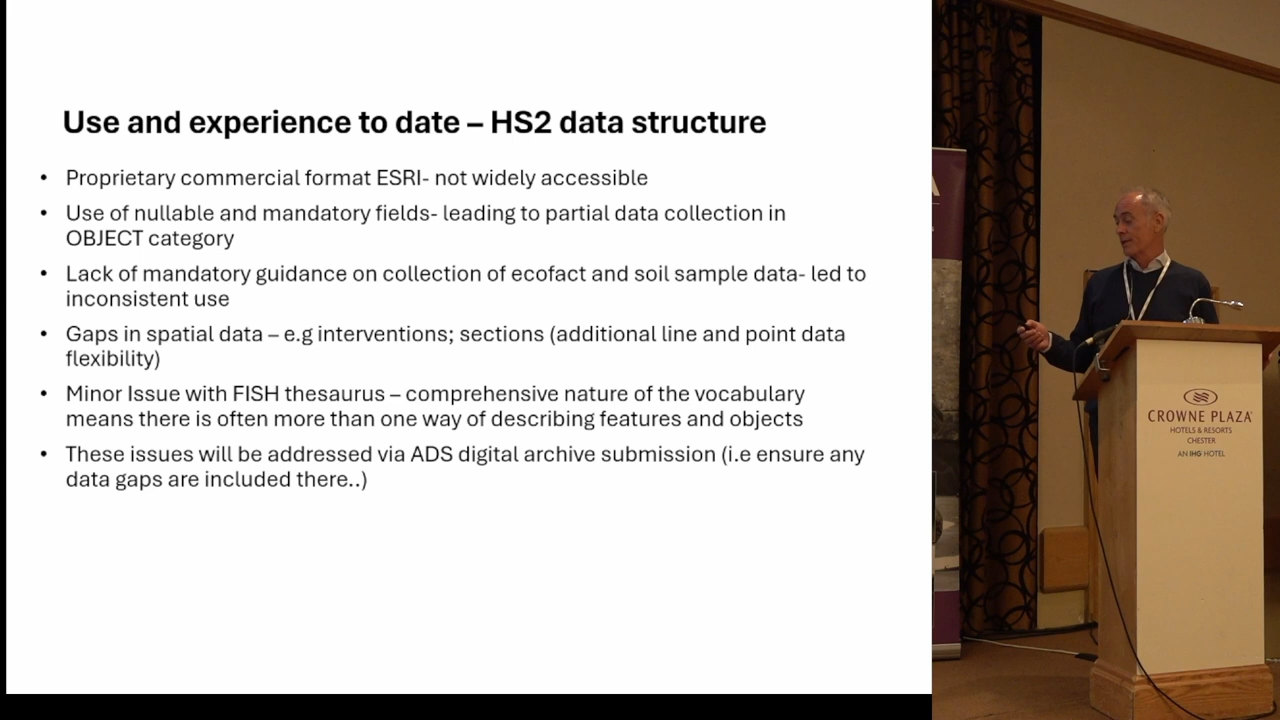 Use and experience to date – HS2 data structure
• Proprietary commercial format ESRI- not widely accessible
• Use of nullable and mandatory fields- leading to partial data collection in
OBJECT category
• Lack of mandatory guidance on collection of ecofact and soil sample data- led to
inconsistent use
• Gaps in spatial data – e.g interventions; sections (additional line and point data
flexibility)
• Minor Issue with FISH thesaurus – comprehensive nature of the vocabulary
means there is often more than one way of describing features and objects
• These issues will be addressed via ADS digital archive submission (i.e ensure any
data gaps are included there..)
CROWNE PLAZA
HOTELS & RESORTS
CHESTER
AN IHG HOTEL